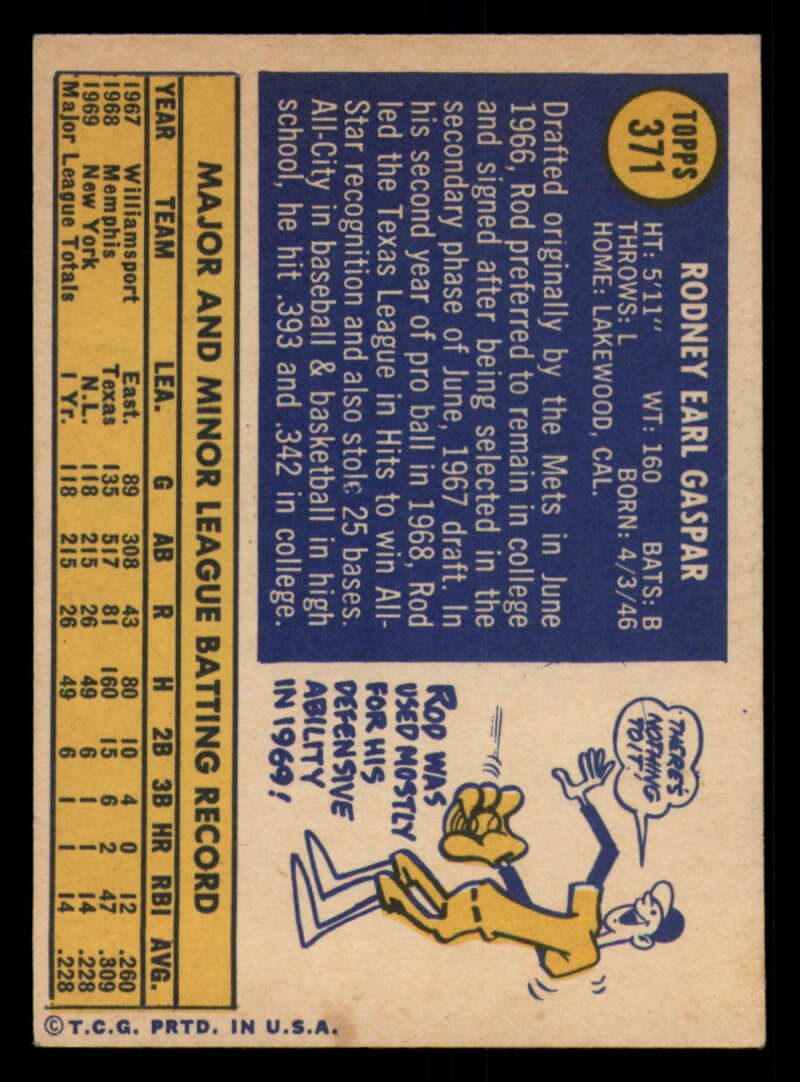 TOPPS
371
RODNEY EARL GASPAR
HT: 5'11" WT: 160 BATS: B
THROWS: L BORN: 4/3/46
HOME: LAKEWOOD, CAL.
Drafted originally by the Mets in June
1966, Rod preferred to remain in college
and signed after being selected in the
secondary phase of June, 1967 draft. In
his second year of pro ball in 1968, Rod
led the Texas League in Hits to win All-
Star recognition and also stole 25 bases.
All-City in baseball & basketball in high
school, he hit .393 and .342 in college.
THERE'S
NOTHING
TO IT!
ROD WAS
USED MOSTLY
FOR HIS
DEFENSIVE
ABILITY
IN 1969!
MAJOR AND MINOR LEAGUE BATTING RECORD
YEAR TEAM LEA. G AB R H 2B 3B HR RBI AVG.
1967 Williamsport East. 89 308 43 80 10 4 0 12 .260
1968 Memphis Texas 135 517 81 160 15 6 2 47 .309
1969 New York N.L. 118 215 26 49 6 1 1 14 .228
Major League Totals 1 Yr. 118 215 26 49 6 1 1 14 .228
© T.C.G. PRTD. IN U.S.A.